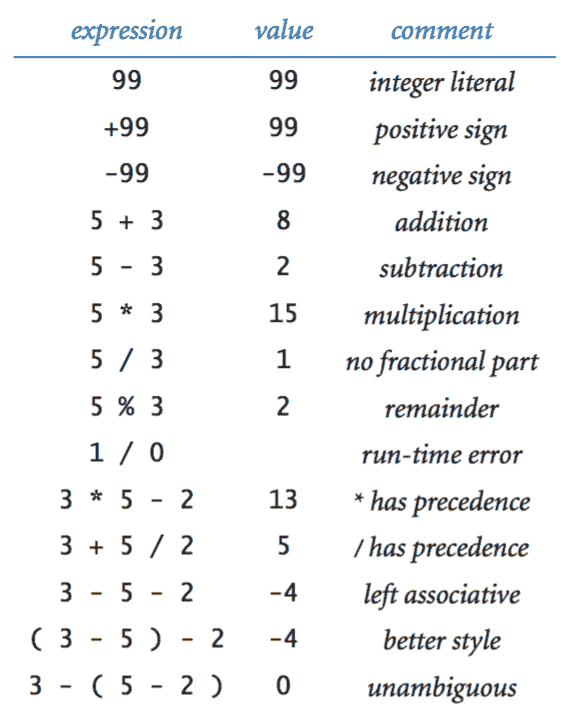 expression value comment
99 99 integer literal
+99 99 positive sign
-99 -99 negative sign
5 + 3 8 addition
5 - 3 2 subtraction
5 * 3 15 multiplication
5 / 3 1 no fractional part
5 % 3 2 remainder
1 / 0 run-time error
3 * 5 - 2 13 * has precedence
3 + 5 / 2 5 / has precedence
3 - 5 - 2 -4 left associative
( 3 - 5 ) - 2 -4 better style
3 - ( 5 - 2 ) 0 unambiguous